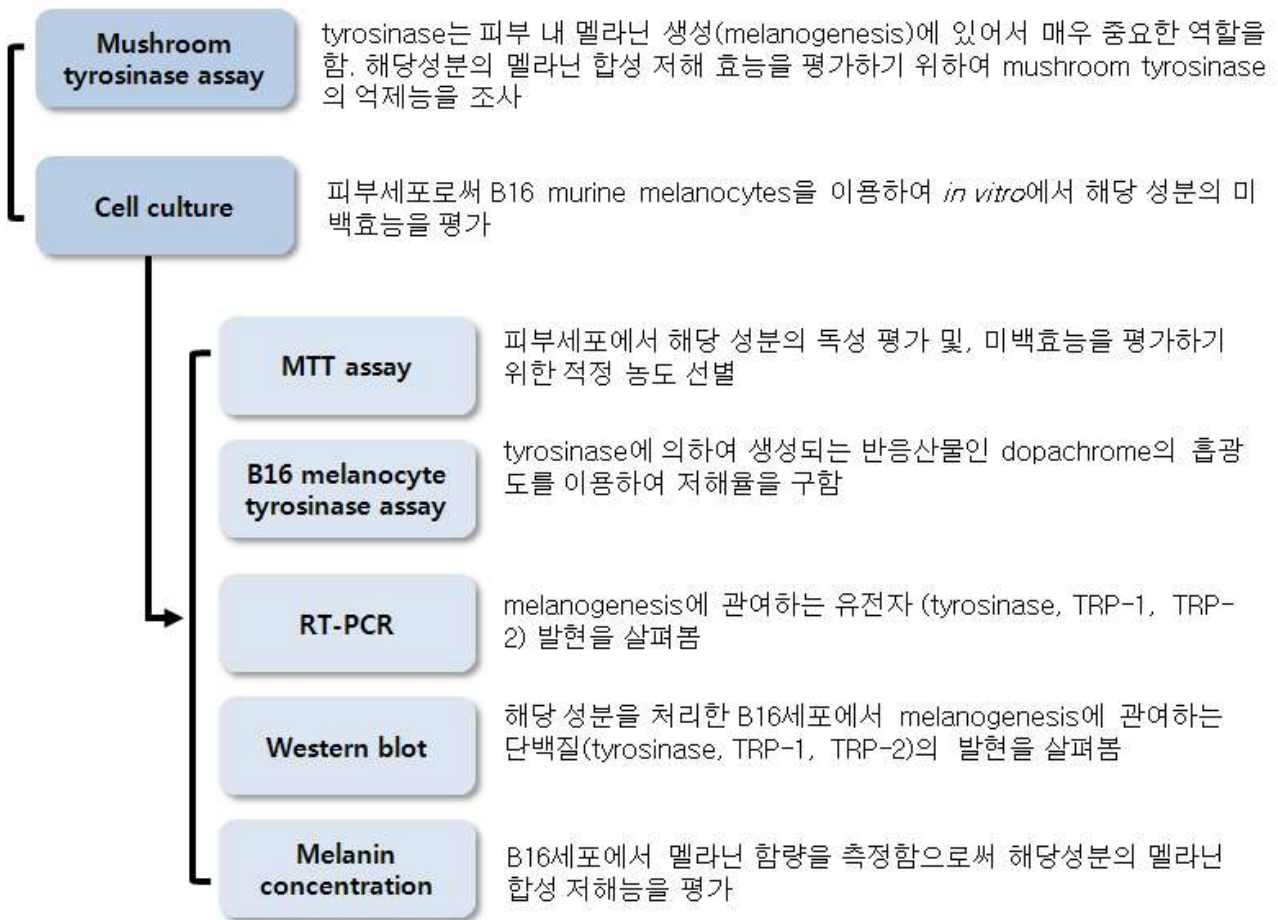 Mushroom
tyrosinase assay
tyrosinase는 피부 내 멜라닌 생성(melanogenesis)에 있어서 매우 중요한 역할을
함. 해당성분의 멜라닌 합성 저해 효능을 평가하기 위하여 mushroom tyrosinase
의 억제능을 조사
Cell culture
피부세포로써 B16 murine melanocytes을 이용하여 in vitro에서 해당 성분의 미
백효능을 평가
MTT assay
피부세포에서 해당 성분의 독성 평가 및, 미백효능을 평가하기
위한 적정 농도 선별
B16 melanocyte
tyrosinase assay
tyrosinase에 의하여 생성되는 반응산물인 dopachrome의 흡광
도를 이용하여 저해율을 구함
RT-PCR
melanogenesis에 관여하는 유전자 (tyrosinase, TRP-1, TRP-
2) 발현을 살펴봄
Western blot
해당 성분을 처리한 B16세포에서 melanogenesis에 관여하는
단백질(tyrosinase, TRP-1, TRP-2)의 발현을 살펴봄
Melanin
concentration
B16세포에서 멜라닌 함량을 측정함으로써 해당성분의 멜라닌
합성 저해능을 평가